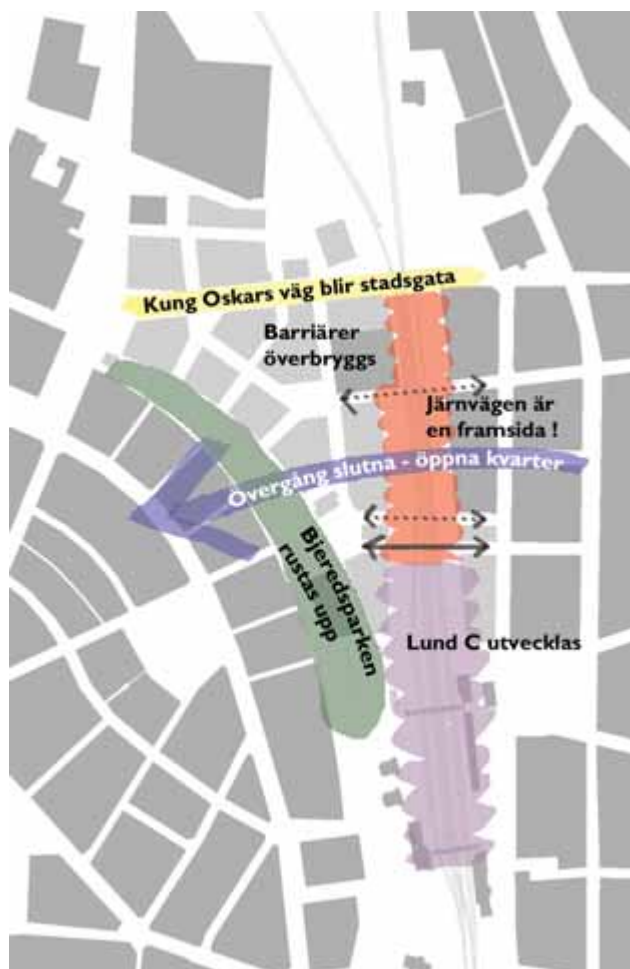 Kung Oskars väg blir stadsgata
Barriärer
överbryggs
Järnvägen är
en framsida !
Övergång slutna - öppna kvarter
Bjeredsparken
rustas upp
Lund C utvecklas